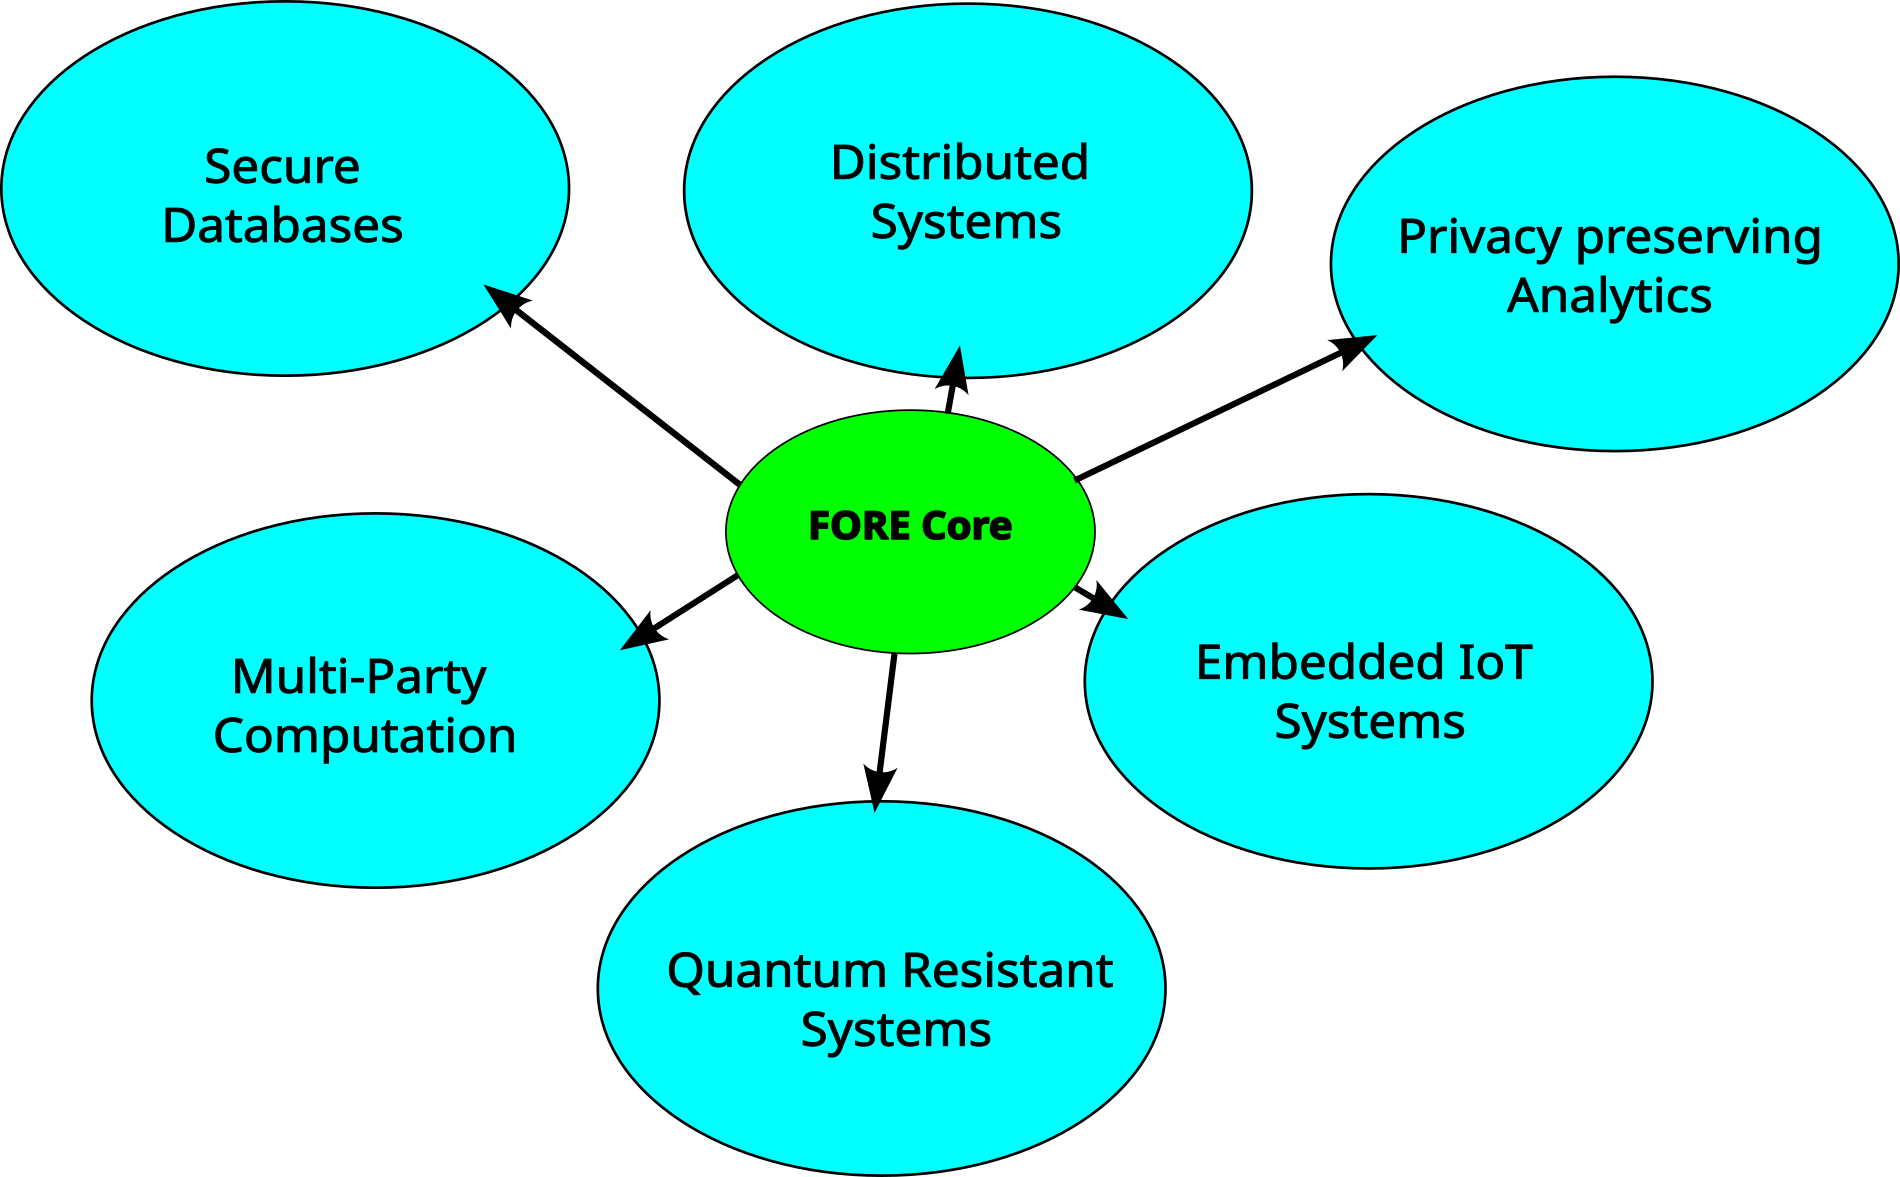 Secure
Databases
Distributed
Systems
Privacy preserving
Analytics
FORE Core
Multi-Party
Computation
Embedded IoT
Systems
Quantum Resistant
Systems